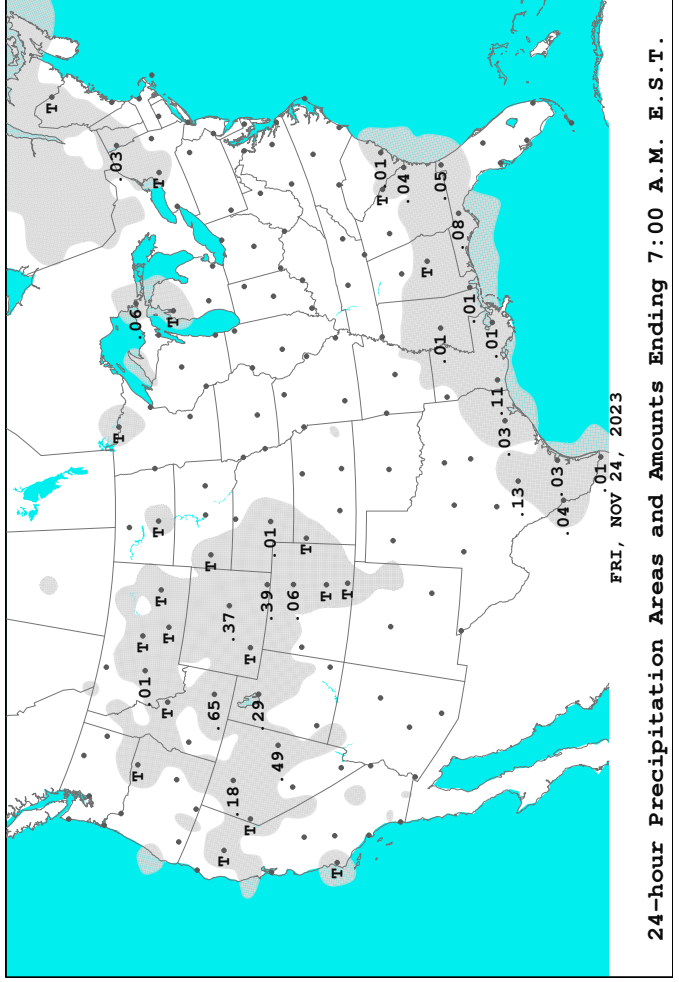 T
.03
T
.06
T
T
.01
T
T
T
T
T
T
T
.65
T
.37
.18
T
T
.29
.39
.01
.49
.06
T
T
T
T
T.01
.04
T
.05
.01
.08
.01
.01
.11
.03
.13
.03
.04
.01
FRI, NOV 24, 2023
24-hour Precipitation Areas and Amounts Ending 7:00 A.M. E.S.T.